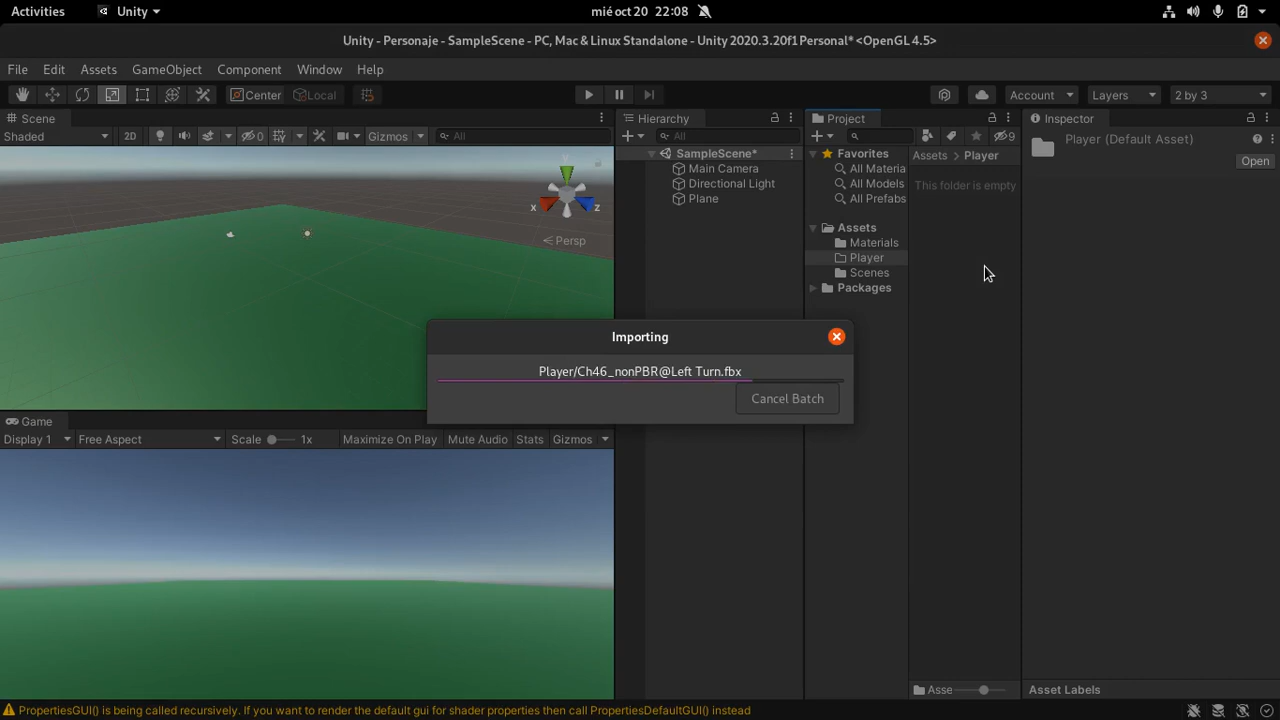 Activities Unity mié oct 20 22:08
Unity - Personaje - SampleScene - PC, Mac & Linux Standalone - Unity 2020.3.20f1 Personal* <OpenGL 4.5>
File Edit Assets GameObject Component Window Help
Center Local Account Layers 2 by 3
Scene
Shaded 2D 0 Gizmos All
y
x
z
Persp
Hierarchy
All
SampleScene*
Main Camera
Directional Light
Plane
Project
9
Favorites
All Materia
All Models
All Prefabs
Assets
Materials
Player
Scenes
Packages
Assets > Player
This folder is empty
Asse
Inspector
Player (Default Asset)
Open
Asset Labels
Importing
Player/Ch46_nonPBR@Left Turn.fbx
Cancel Batch
Game
Display 1 Free Aspect Scale 1x Maximize On Play Mute Audio Stats Gizmos
PropertiesGUI() is being called recursively. If you want to render the default gui for shader properties then call PropertiesDefaultGUI() instead